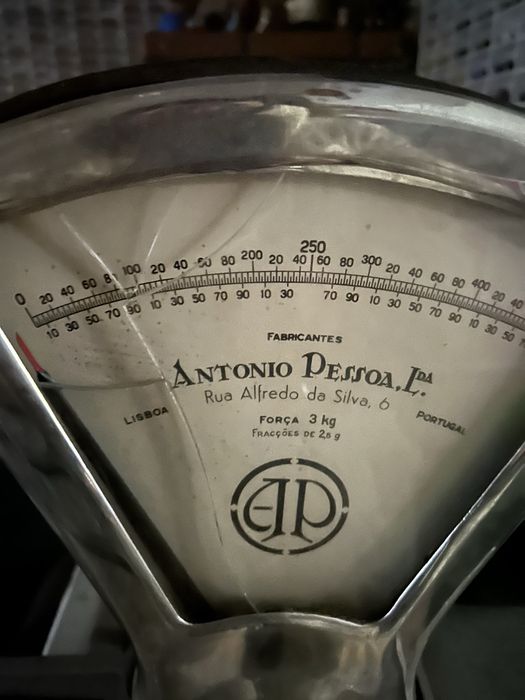 250
0 20 40 60 80 100 20 40 60 80 200 20 40 60 80 300 20 40 60 80 400 20 40
10 30 50 70 90 10 30 50 70 90 10 30 70 90 10 30 50 70 90 10 30 50 70
FABRICANTES
ANTONIO PESSOA, LDA
Rua Alfredo da Silva, 6
LISBOA PORTUGAL
FORÇA 3 kg
FRACÇÕES DE 2,5 g
AP